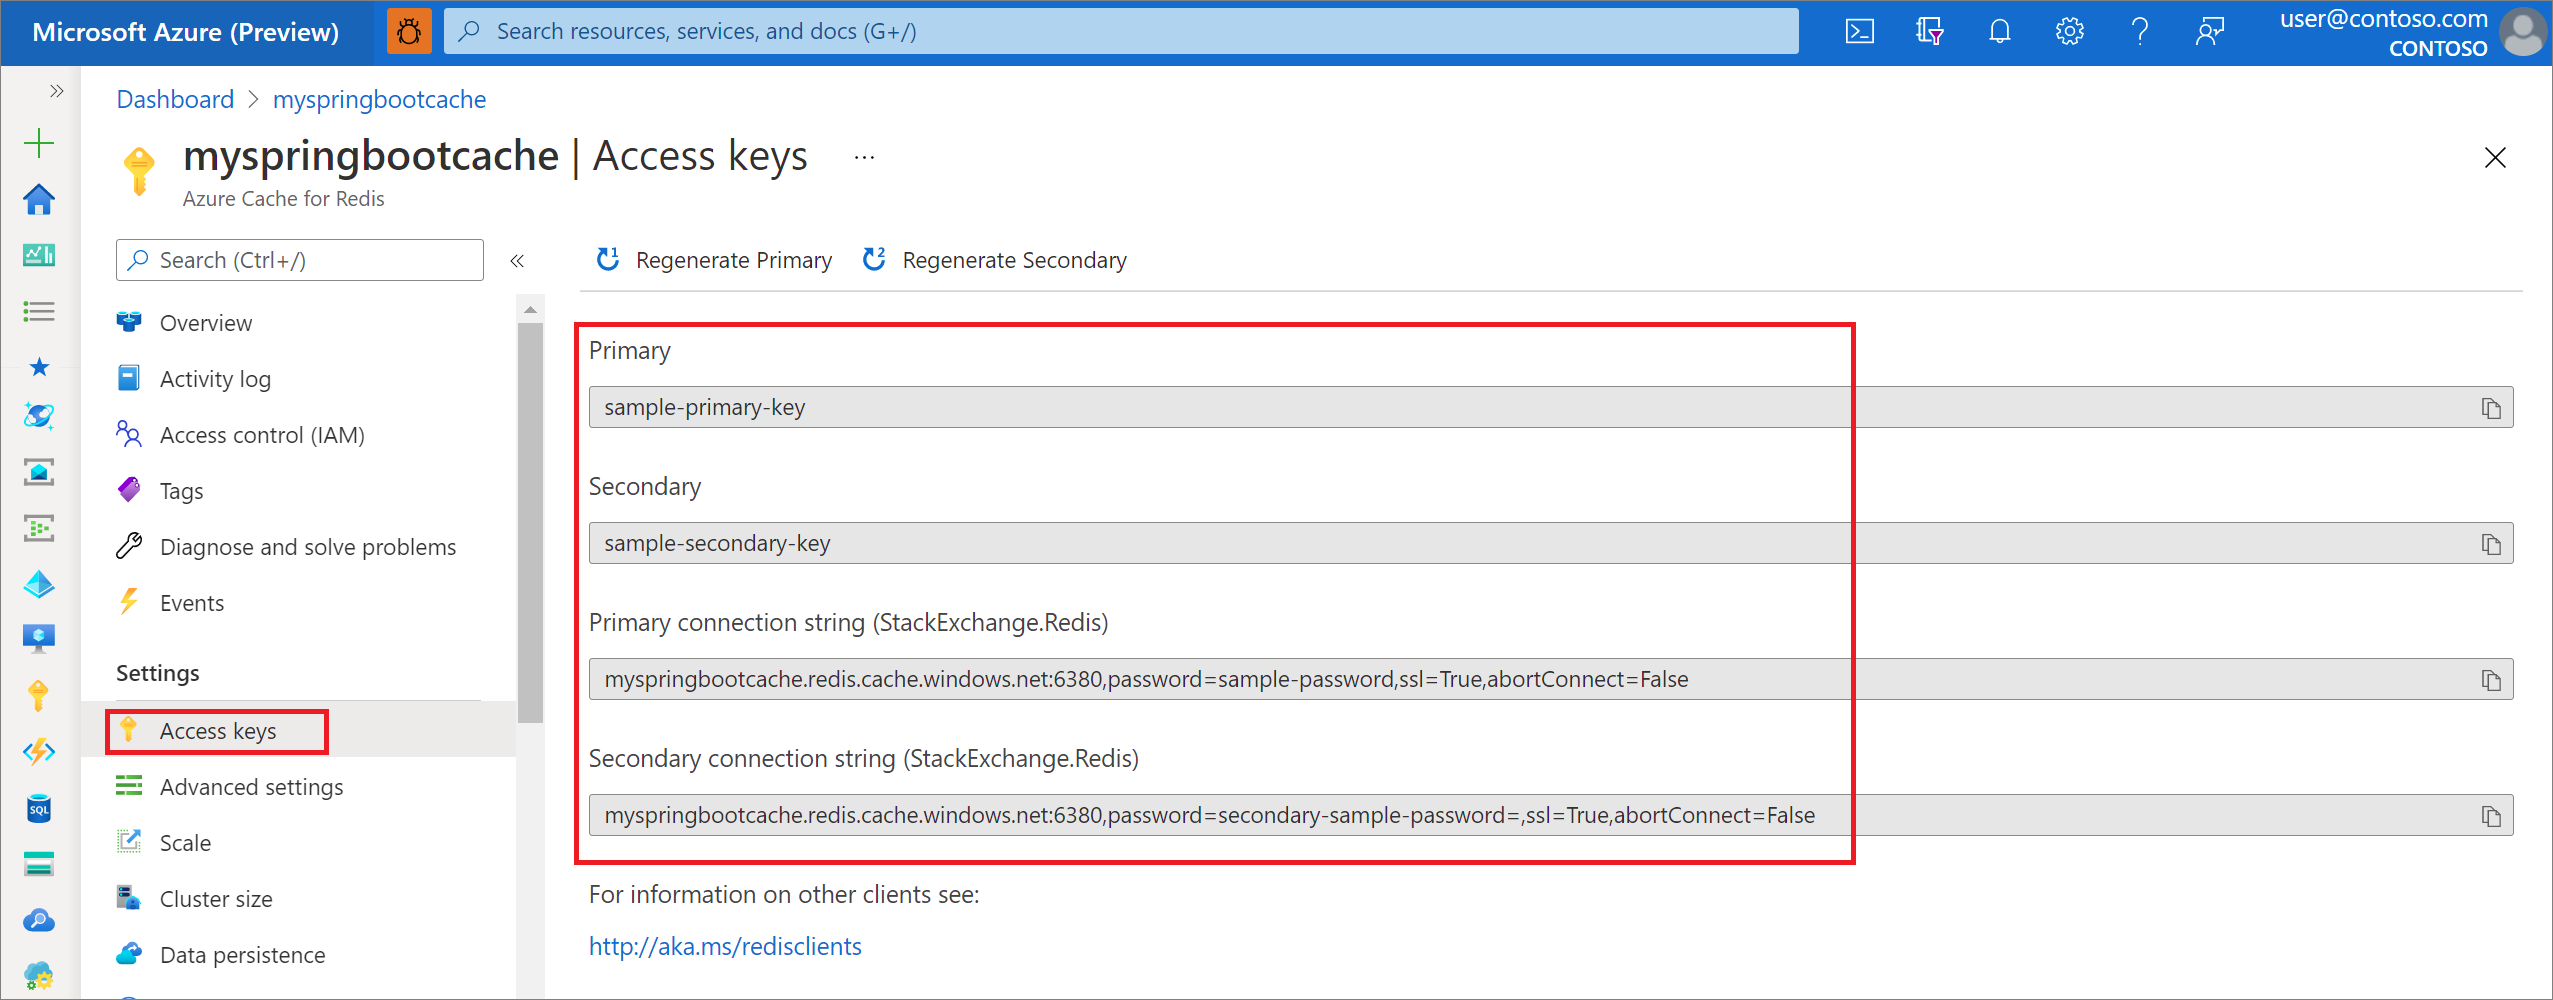 Microsoft Azure (Preview)
Search resources, services, and docs (G+/)
user@contoso.com
CONTOSO
Dashboard > myspringbootcache
myspringbootcache | Access keys ...
Azure Cache for Redis
Search (Ctrl+/)
«
Overview
Activity log
Access control (IAM)
Tags
Diagnose and solve problems
Events
Settings
Access keys
Advanced settings
Scale
Cluster size
Data persistence
SQL
1 Regenerate Primary
2 Regenerate Secondary
Primary
sample-primary-key
Secondary
sample-secondary-key
Primary connection string (StackExchange.Redis)
myspringbootcache.redis.cache.windows.net:6380,password=sample-password,ssl=True,abortConnect=False
Secondary connection string (StackExchange.Redis)
myspringbootcache.redis.cache.windows.net:6380,password=secondary-sample-password=,ssl=True,abortConnect=False
For information on other clients see:
http://aka.ms/redisclients